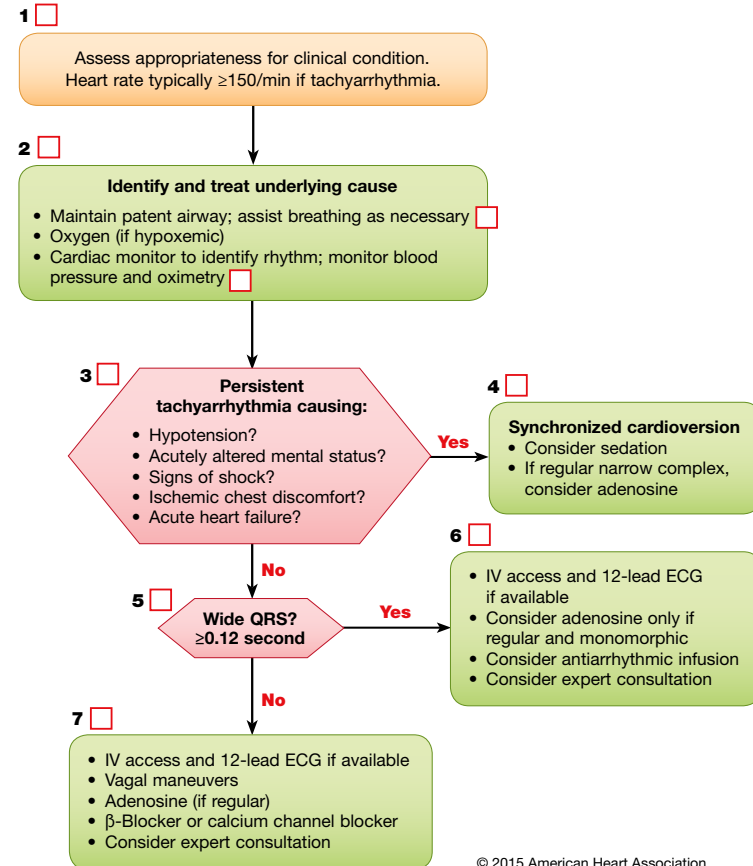 1
Assess appropriateness for clinical condition.
Heart rate typically ≥150/min if tachyarrhythmia.
2
Identify and treat underlying cause
• Maintain patent airway; assist breathing as necessary
• Oxygen (if hypoxemic)
• Cardiac monitor to identify rhythm; monitor blood
pressure and oximetry
3
Persistent
tachyarrhythmia causing:
• Hypotension?
• Acutely altered mental status?
• Signs of shock?
• Ischemic chest discomfort?
• Acute heart failure?
Yes
4
Synchronized cardioversion
• Consider sedation
• If regular narrow complex,
consider adenosine
No
5
Wide QRS?
≥0.12 second
Yes
6
• IV access and 12-lead ECG
if available
• Consider adenosine only if
regular and monomorphic
• Consider antiarrhythmic infusion
• Consider expert consultation
No
7
• IV access and 12-lead ECG if available
• Vagal maneuvers
• Adenosine (if regular)
• β-Blocker or calcium channel blocker
• Consider expert consultation
© 2015 American Heart Association